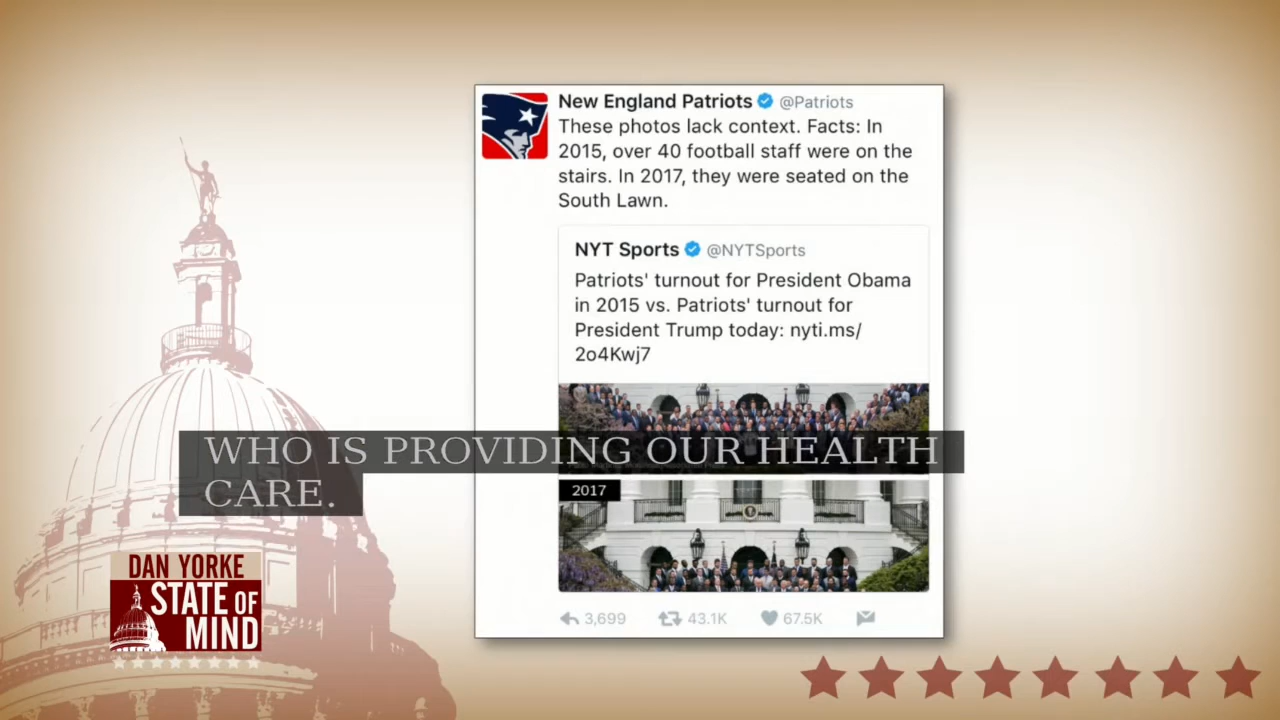 New England Patriots @Patriots
These photos lack context. Facts: In
2015, over 40 football staff were on the
stairs. In 2017, they were seated on the
South Lawn.
NYT Sports @NYTSports
Patriots' turnout for President Obama
in 2015 vs. Patriots' turnout for
President Trump today: nyti.ms/
2o4Kwj7
WHO IS PROVIDING OUR HEALTH
CARE.
2017
3,699 43.1K 67.5K
DAN YORKE
STATE OF
MIND